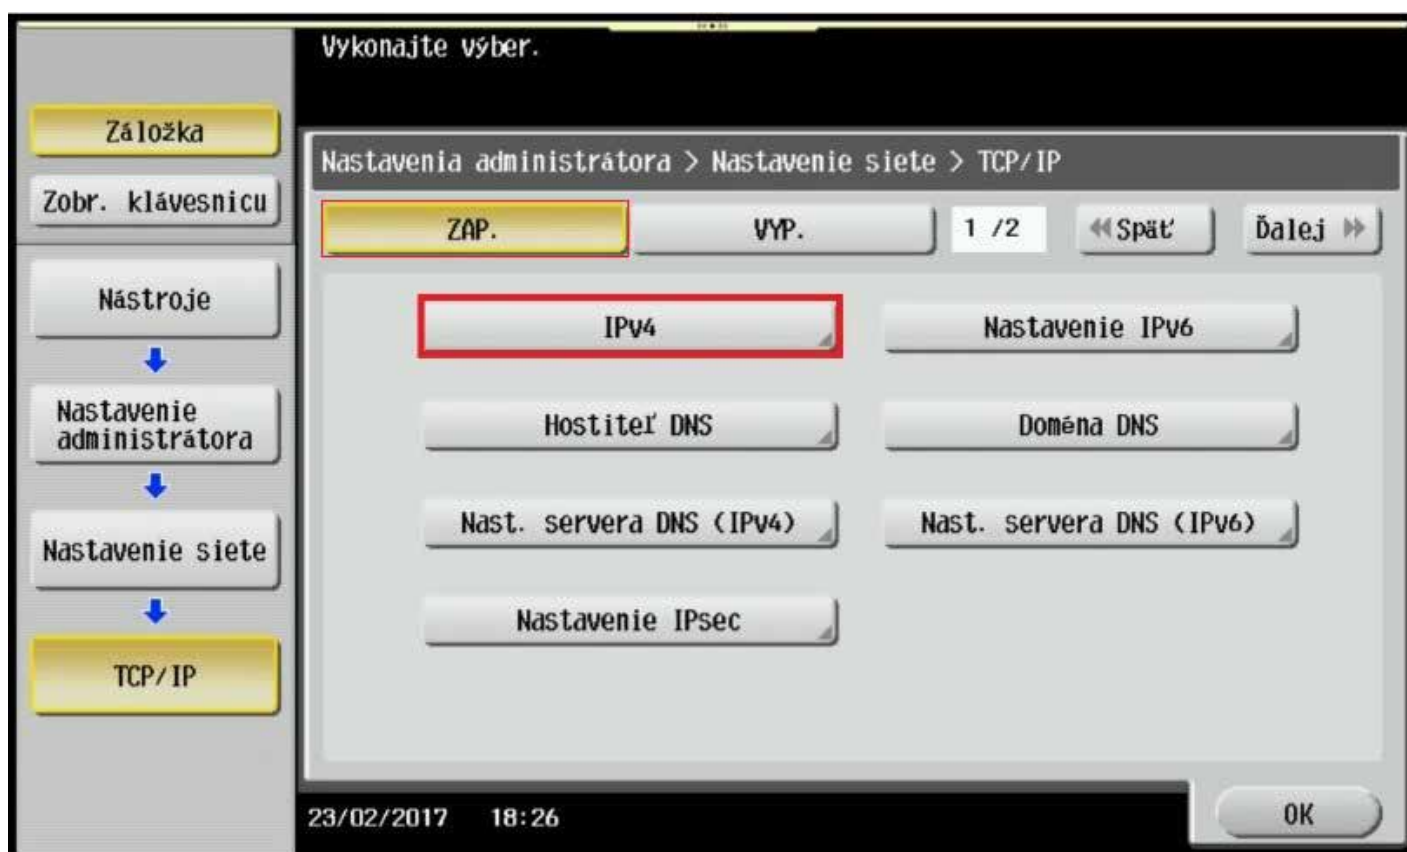 Vykonajte výber.
Záložka
Zobr. klávesnicu
Nástroje
Nastavenie
administrátora
Nastavenie siete
TCP/IP
Nastavenia administrátora > Nastavenie siete > TCP/IP
ZAP.
VYP.
1 /2
Späť
Ďalej
IPv4
Nastavenie IPv6
Hostiteľ DNS
Doména DNS
Nast. servera DNS (IPv4)
Nast. servera DNS (IPv6)
Nastavenie IPsec
23/02/2017 18:26
OK